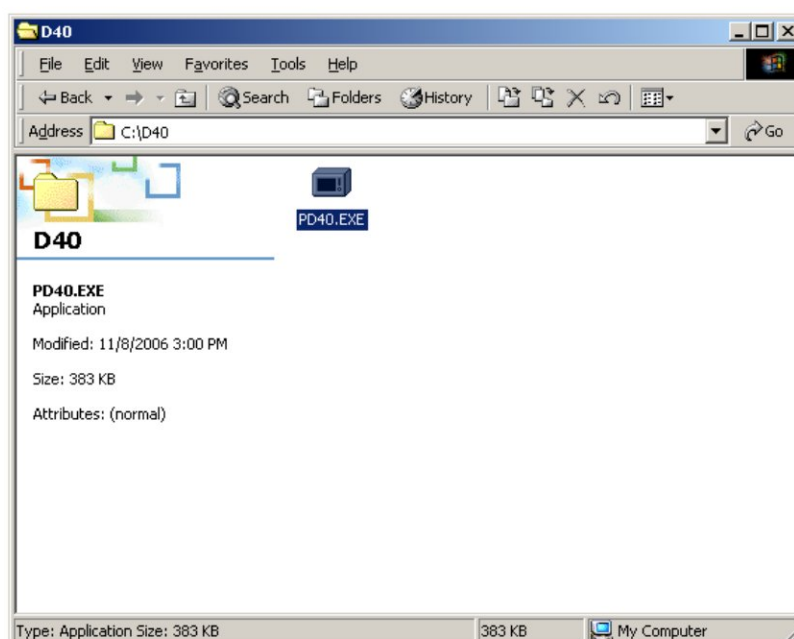 D40
File Edit View Favorites Tools Help
Back Search Folders History
Address C:\D40 Go
PD40.EXE
D40
PD40.EXE
Application
Modified: 11/8/2006 3:00 PM
Size: 383 KB
Attributes: (normal)
Type: Application Size: 383 KB 383 KB My Computer